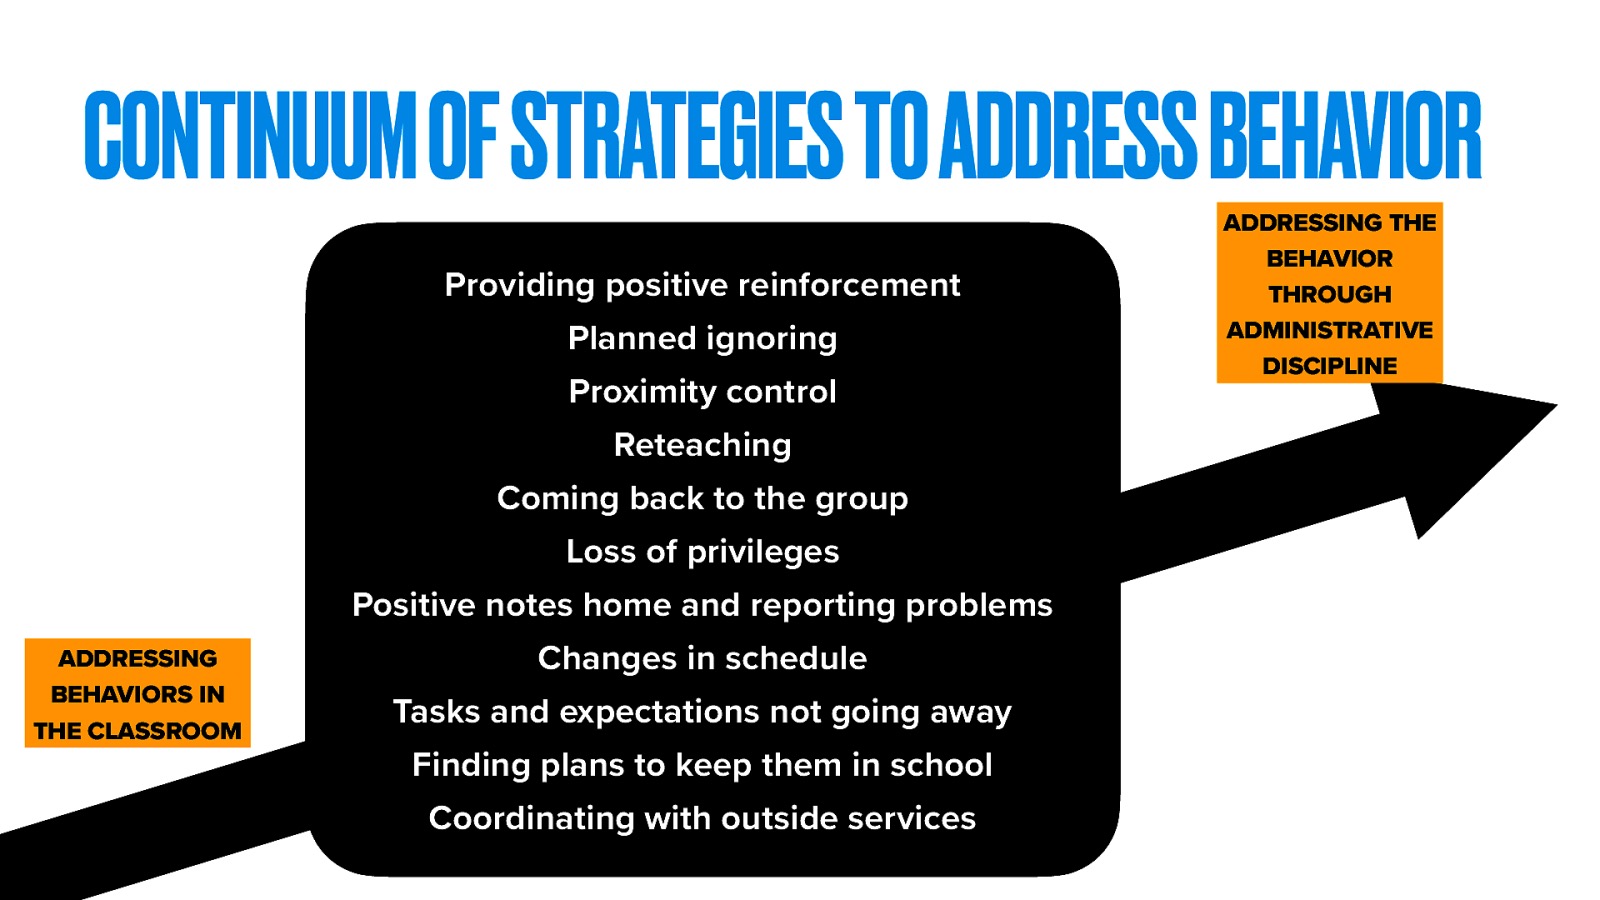 CONTINUUM OF STRATEGIES TO ADDRESS BEHAVIOR
ADDRESSING THE
BEHAVIOR
THROUGH
ADMINISTRATIVE
DISCIPLINE
Providing positive reinforcement
Planned ignoring
Proximity control
Reteaching
Coming back to the group
Loss of privileges
Positive notes home and reporting problems
Changes in schedule
Tasks and expectations not going away
Finding plans to keep them in school
Coordinating with outside services
ADDRESSING
BEHAVIORS IN
THE CLASSROOM